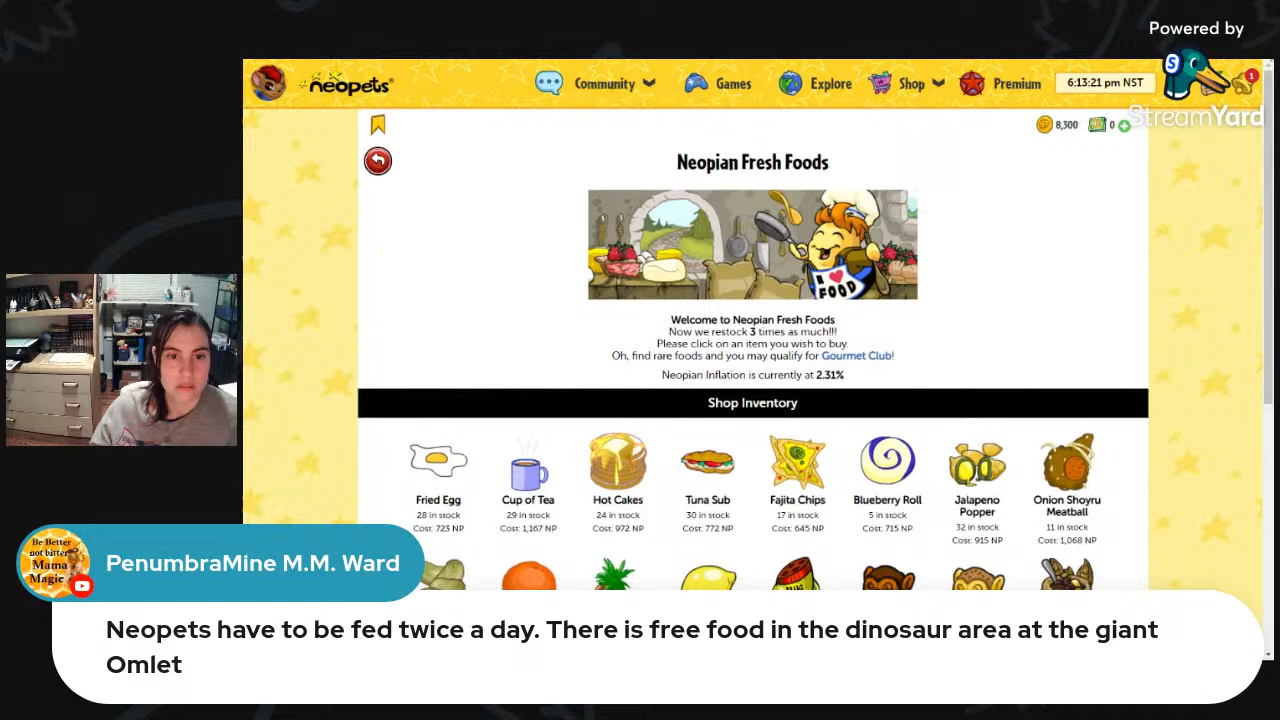 Powered by
StreamYard
neopets
Community
Games
Explore
Shop
Premium
6:13:21 pm NST
1
8,300
0
Neopian Fresh Foods
I
FOOD
Welcome to Neopian Fresh Foods
Now we restock 3 times as much!!!
Please click on an item you wish to buy.
Oh, find rare foods and you may qualify for Gourmet Club!
Neopian Inflation is currently at 2.31%
Shop Inventory
Fried Egg
28 in stock
Cost: 723 NP
Cup of Tea
29 in stock
Cost: 1,167 NP
Hot Cakes
24 in stock
Cost: 972 NP
Tuna Sub
30 in stock
Cost: 772 NP
Fajita Chips
17 in stock
Cost: 645 NP
Blueberry Roll
5 in stock
Cost: 715 NP
Jalapeno
Popper
32 in stock
Cost: 915 NP
Onion Shoyru
Meatball
11 in stock
Cost: 1,068 NP
Be Better
not bitter
Mama
Magic
PenumbraMine M.M. Ward
Neopets have to be fed twice a day. There is free food in the dinosaur area at the giant
Omlet